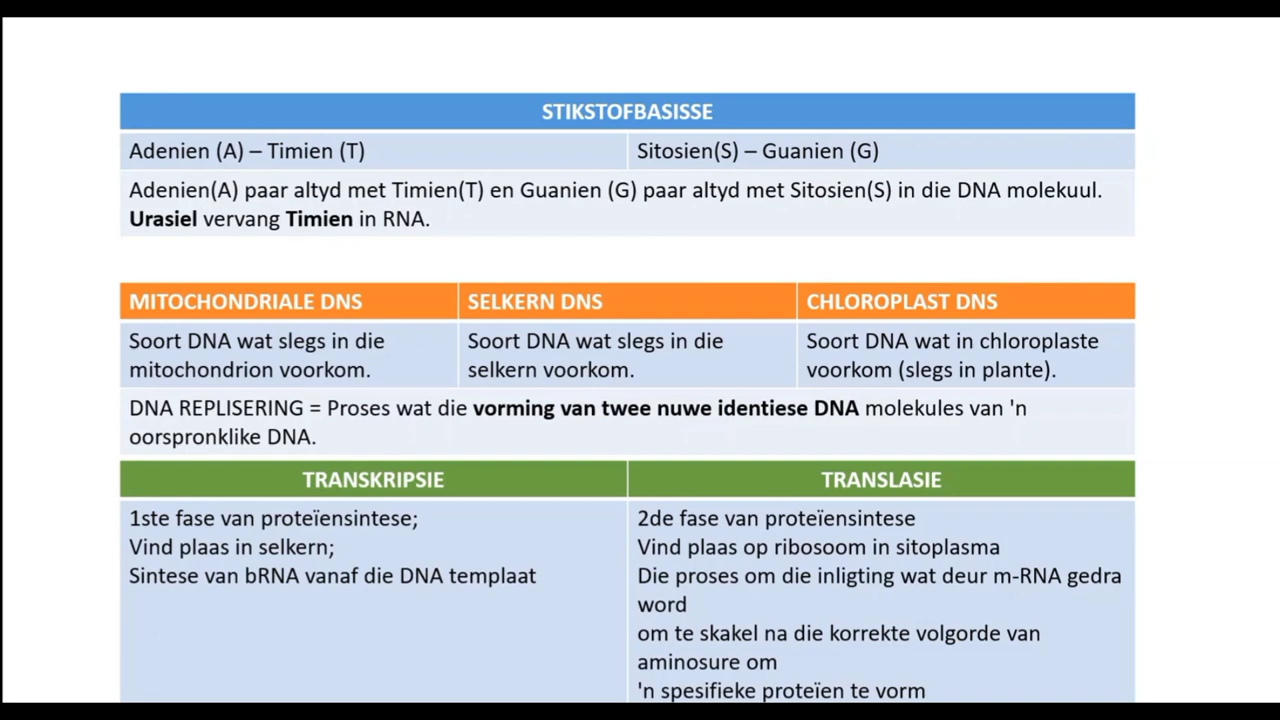 STIKSTOFBASISSE
Adenien (A) – Timien (T)
Sitosien(S) – Guanien (G)
Adenien(A) paar altyd met Timien(T) en Guanien (G) paar altyd met Sitosien(S) in die DNA molekuul.
Urasiel vervang Timien in RNA.
MITOCHONDRIALE DNS
Soort DNA wat slegs in die
mitochondrion voorkom.
SELKERN DNS
Soort DNA wat slegs in die
selkern voorkom.
CHLOROPLAST DNS
Soort DNA wat in chloroplaste
voorkom (slegs in plante).
DNA REPLISERING = Proses wat die vorming van twee nuwe identiese DNA molekules van 'n
oorspronklike DNA.
TRANSKRIPSIE
1ste fase van proteïensintese;
Vind plaas in selkern;
Sintese van bRNA vanaf die DNA templaat
TRANSLASIE
2de fase van proteïensintese
Vind plaas op ribosoom in sitoplasma
Die proses om die inligting wat deur m-RNA gedra
word
om te skakel na die korrekte volgorde van
aminosure om
'n spesifieke proteïen te vorm